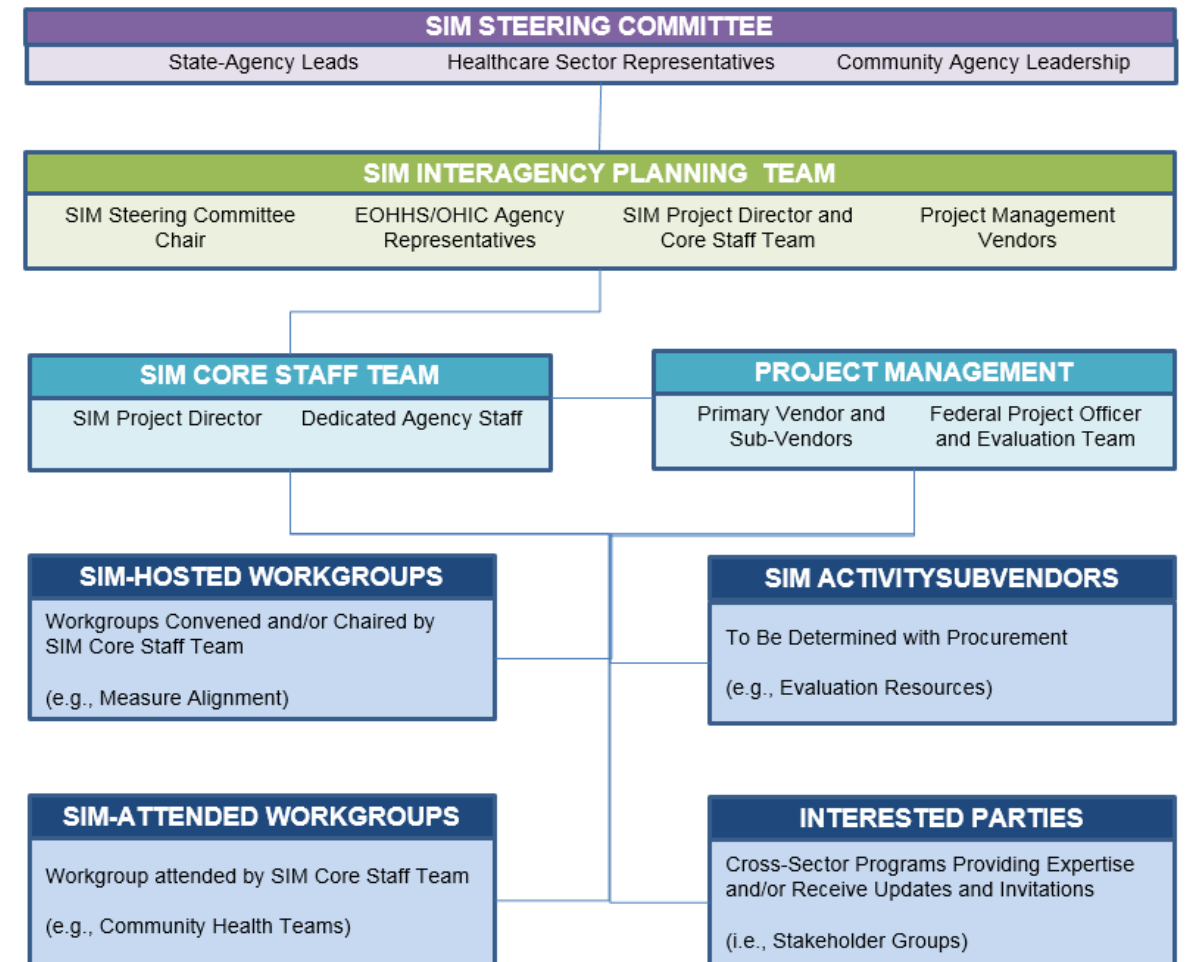 SIM STEERING COMMITTEE
State-Agency Leads
Healthcare Sector Representatives
Community Agency Leadership
SIM INTERAGENCY PLANNING TEAM
SIM Steering Committee
Chair
EOHHS/OHIC Agency
Representatives
SIM Project Director and
Core Staff Team
Project Management
Vendors
SIM CORE STAFF TEAM
SIM Project Director
Dedicated Agency Staff
PROJECT MANAGEMENT
Primary Vendor and
Sub-Vendors
Federal Project Officer
and Evaluation Team
SIM-HOSTED WORKGROUPS
Workgroups Convened and/or Chaired by
SIM Core Staff Team
(e.g., Measure Alignment)
SIM ACTIVITYSUBVENDORS
To Be Determined with Procurement
(e.g., Evaluation Resources)
SIM-ATTENDED WORKGROUPS
Workgroup attended by SIM Core Staff Team
(e.g., Community Health Teams)
INTERESTED PARTIES
Cross-Sector Programs Providing Expertise
and/or Receive Updates and Invitations
(i.e., Stakeholder Groups)